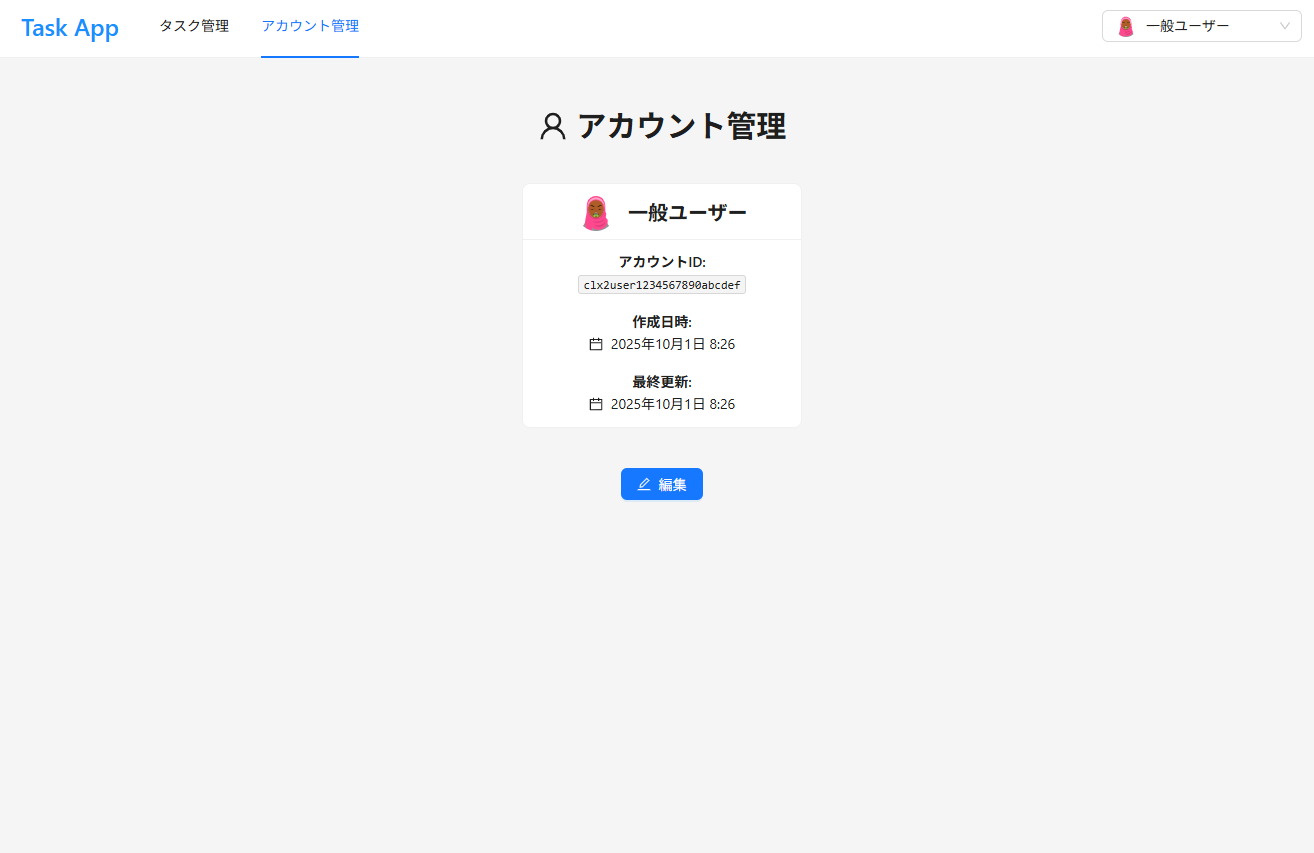 Task App
タスク管理
アカウント管理
一般ユーザー
アカウント管理
一般ユーザー
アカウントID:
clx2user1234567890abcdef
作成日時:
2025年10月1日 8:26
最終更新:
2025年10月1日 8:26
編集